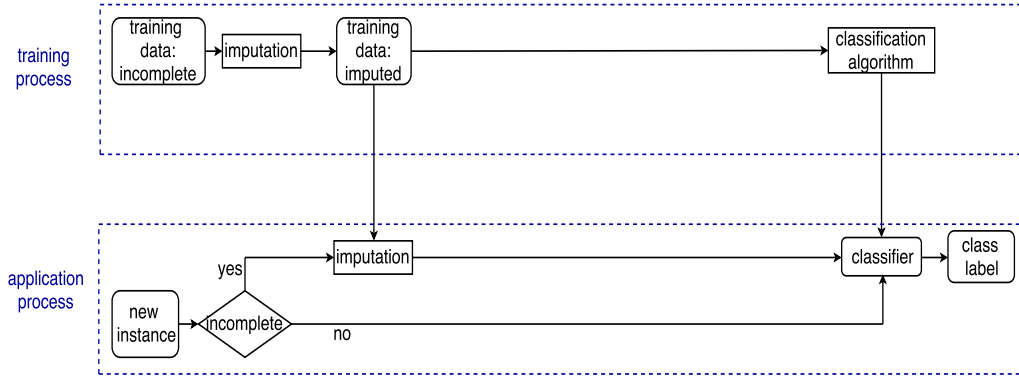 training
process
training
data:
incomplete
imputation
training
data:
imputed
classification
algorithm
application
process
new
instance
incomplete
yes
no
imputation
classifier
class
label